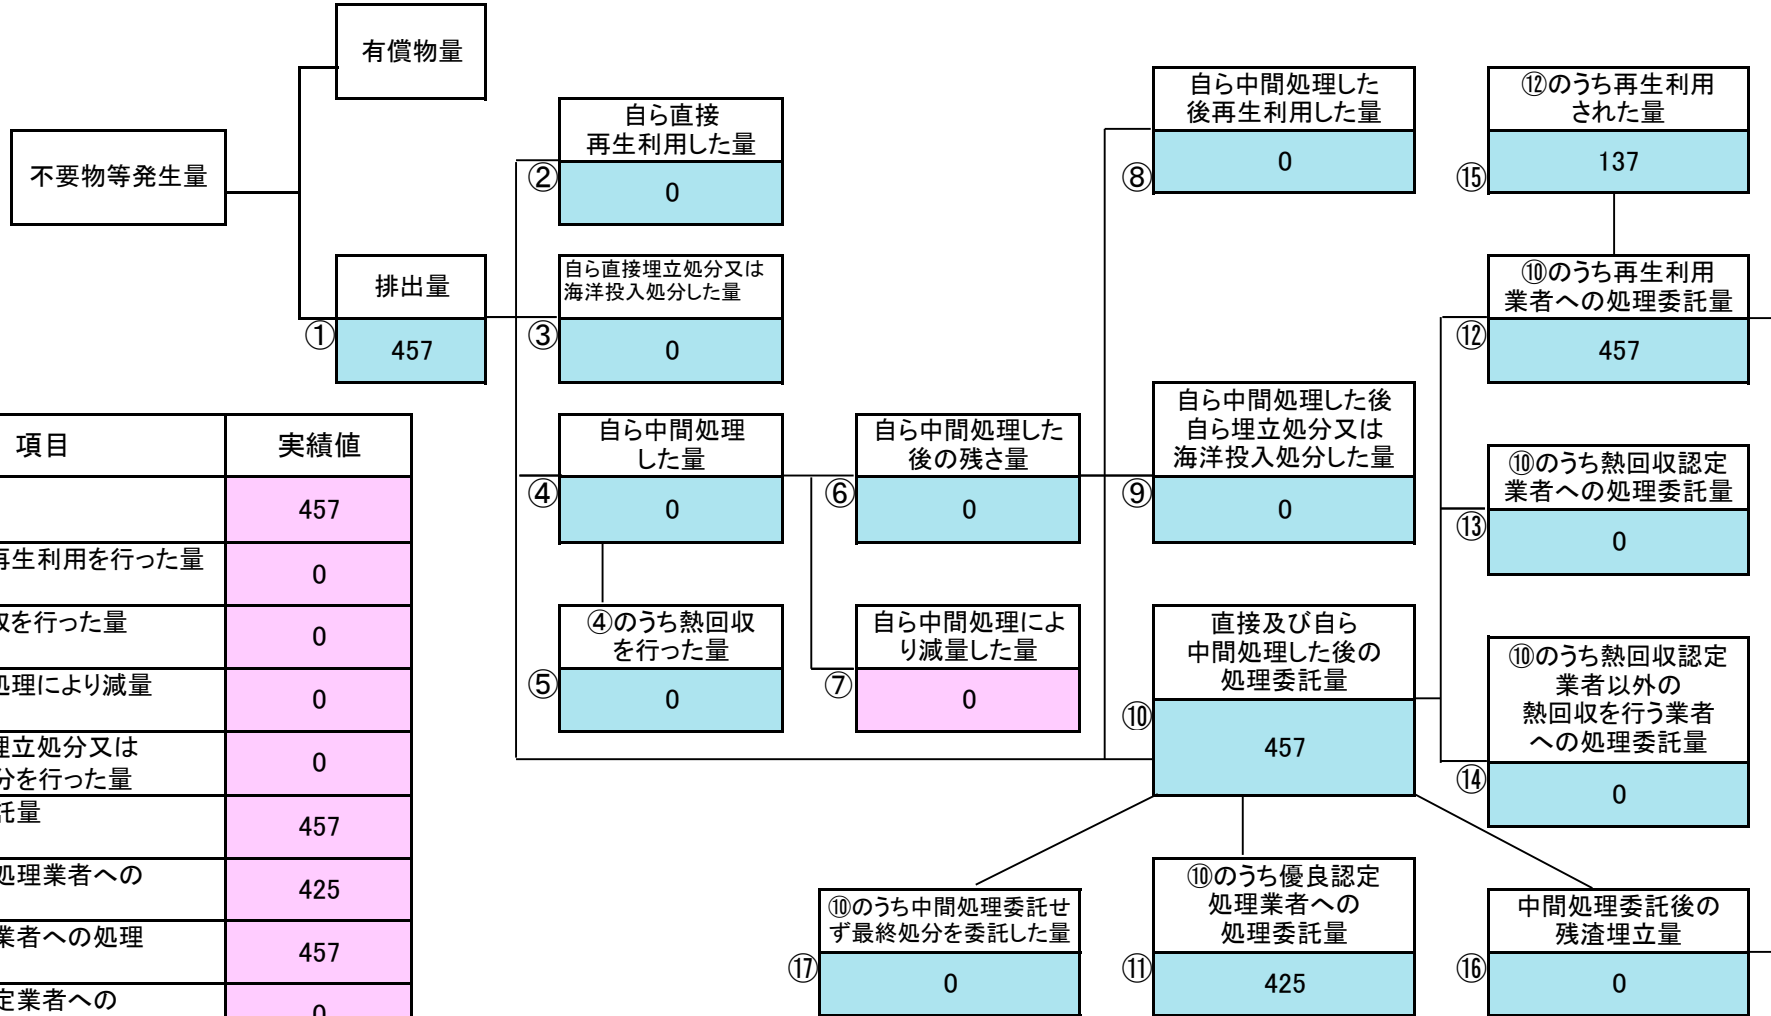 有償物量
不要物等発生量
排出量
①
457
自ら直接
再生利用した量
②
0
自ら直接埋立処分又は
海洋投入処分した量
③
0
自ら中間処理
した量
④
0
④のうち熱回収
を行った量
⑤
0
自ら中間処理した
後の残さ量
⑥
0
自ら中間処理によ
り減量した量
⑦
0
自ら中間処理した
後再生利用した量
⑧
0
自ら中間処理した後
自ら埋立処分又は
海洋投入処分した量
⑨
0
直接及び自ら
中間処理した後の
処理委託量
⑩
457
⑫のうち再生利用
された量
⑮
137
⑩のうち再生利用
業者への処理委託量
⑫
457
⑩のうち熱回収認定
業者への処理委託量
⑬
0
⑩のうち熱回収認定
業者以外の
熱回収を行う業者
への処理委託量
⑭
0
⑩のうち中間処理委託せ
ず最終処分を委託した量
⑰
0
⑩のうち優良認定
処理業者への
処理委託量
⑪
425
中間処理委託後の
残渣埋立量
⑯
0
項目 実績値
457
再生利用を行った量
0
を行った量
0
処理により減量
0
埋立処分又は
分を行った量
0
託量
457
処理業者への
425
業者への処理
457
定業者への
0